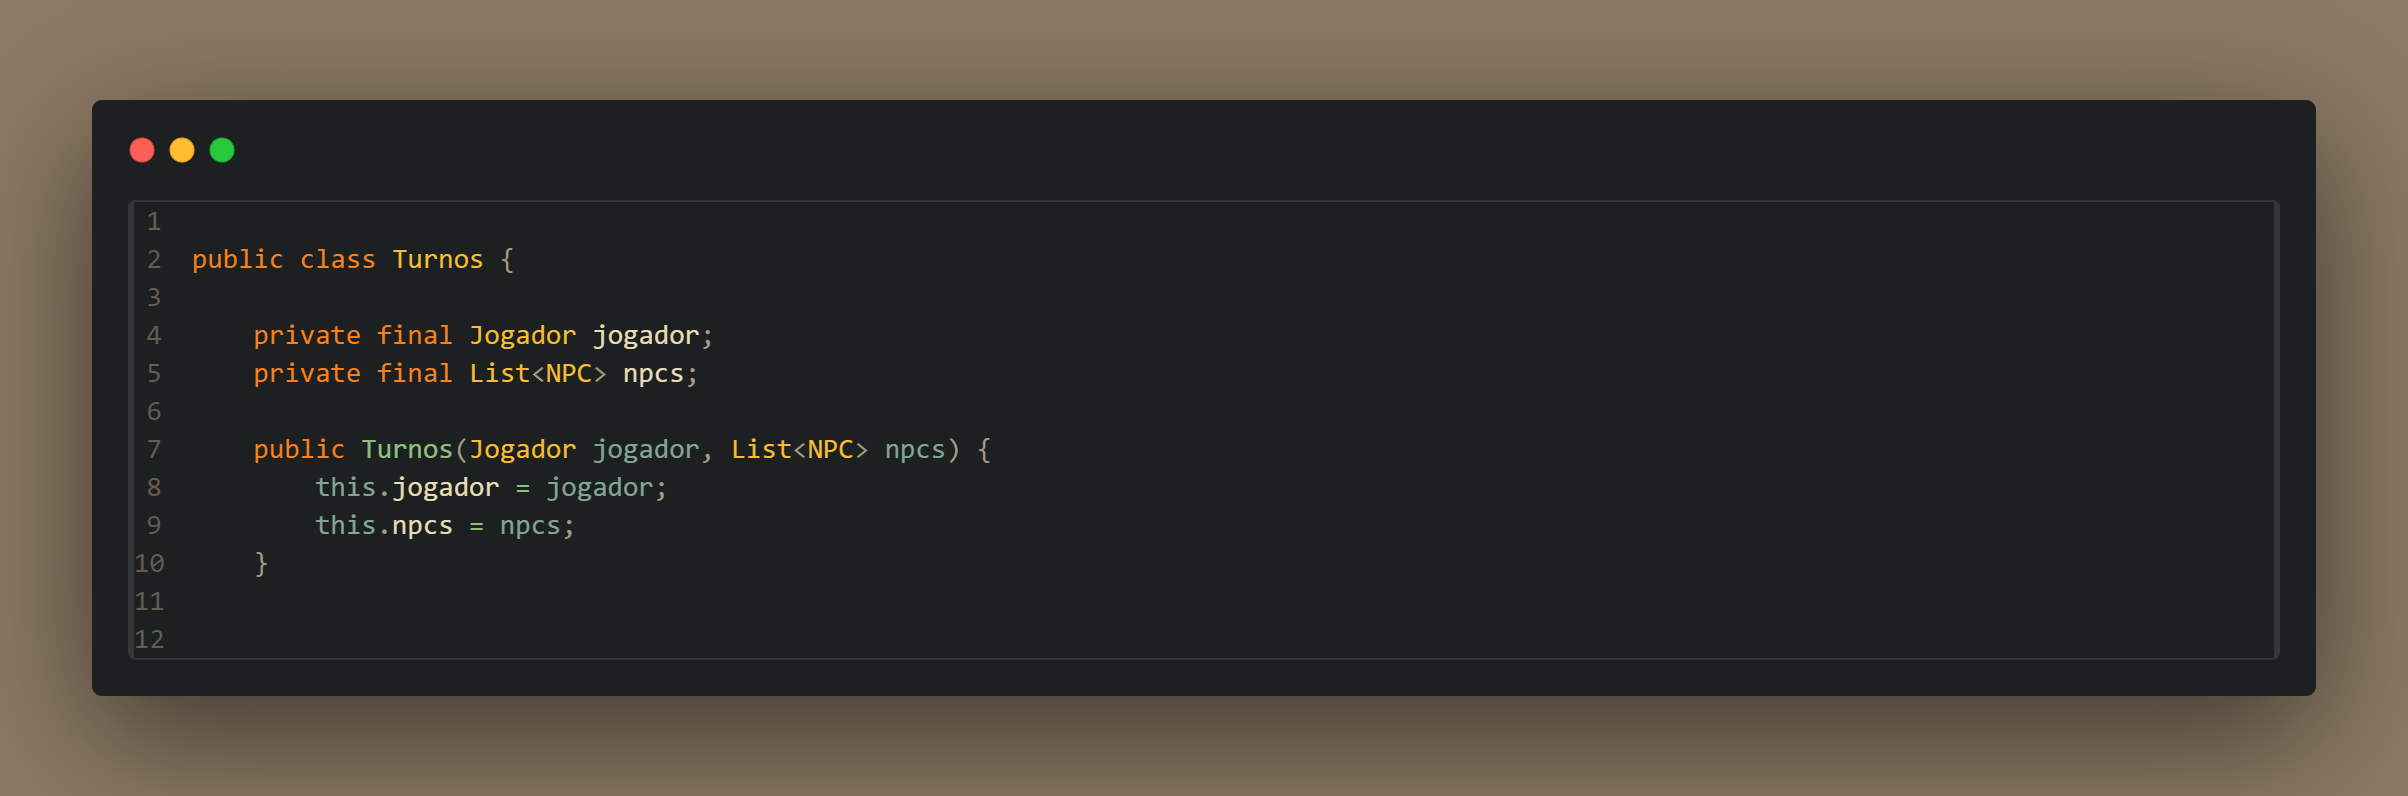 1
2 public class Turnos {
3
4     private final Jogador jogador;
5     private final List<NPC> npcs;
6
7     public Turnos(Jogador jogador, List<NPC> npcs) {
8         this.jogador = jogador;
9         this.npcs = npcs;
10     }
11
12